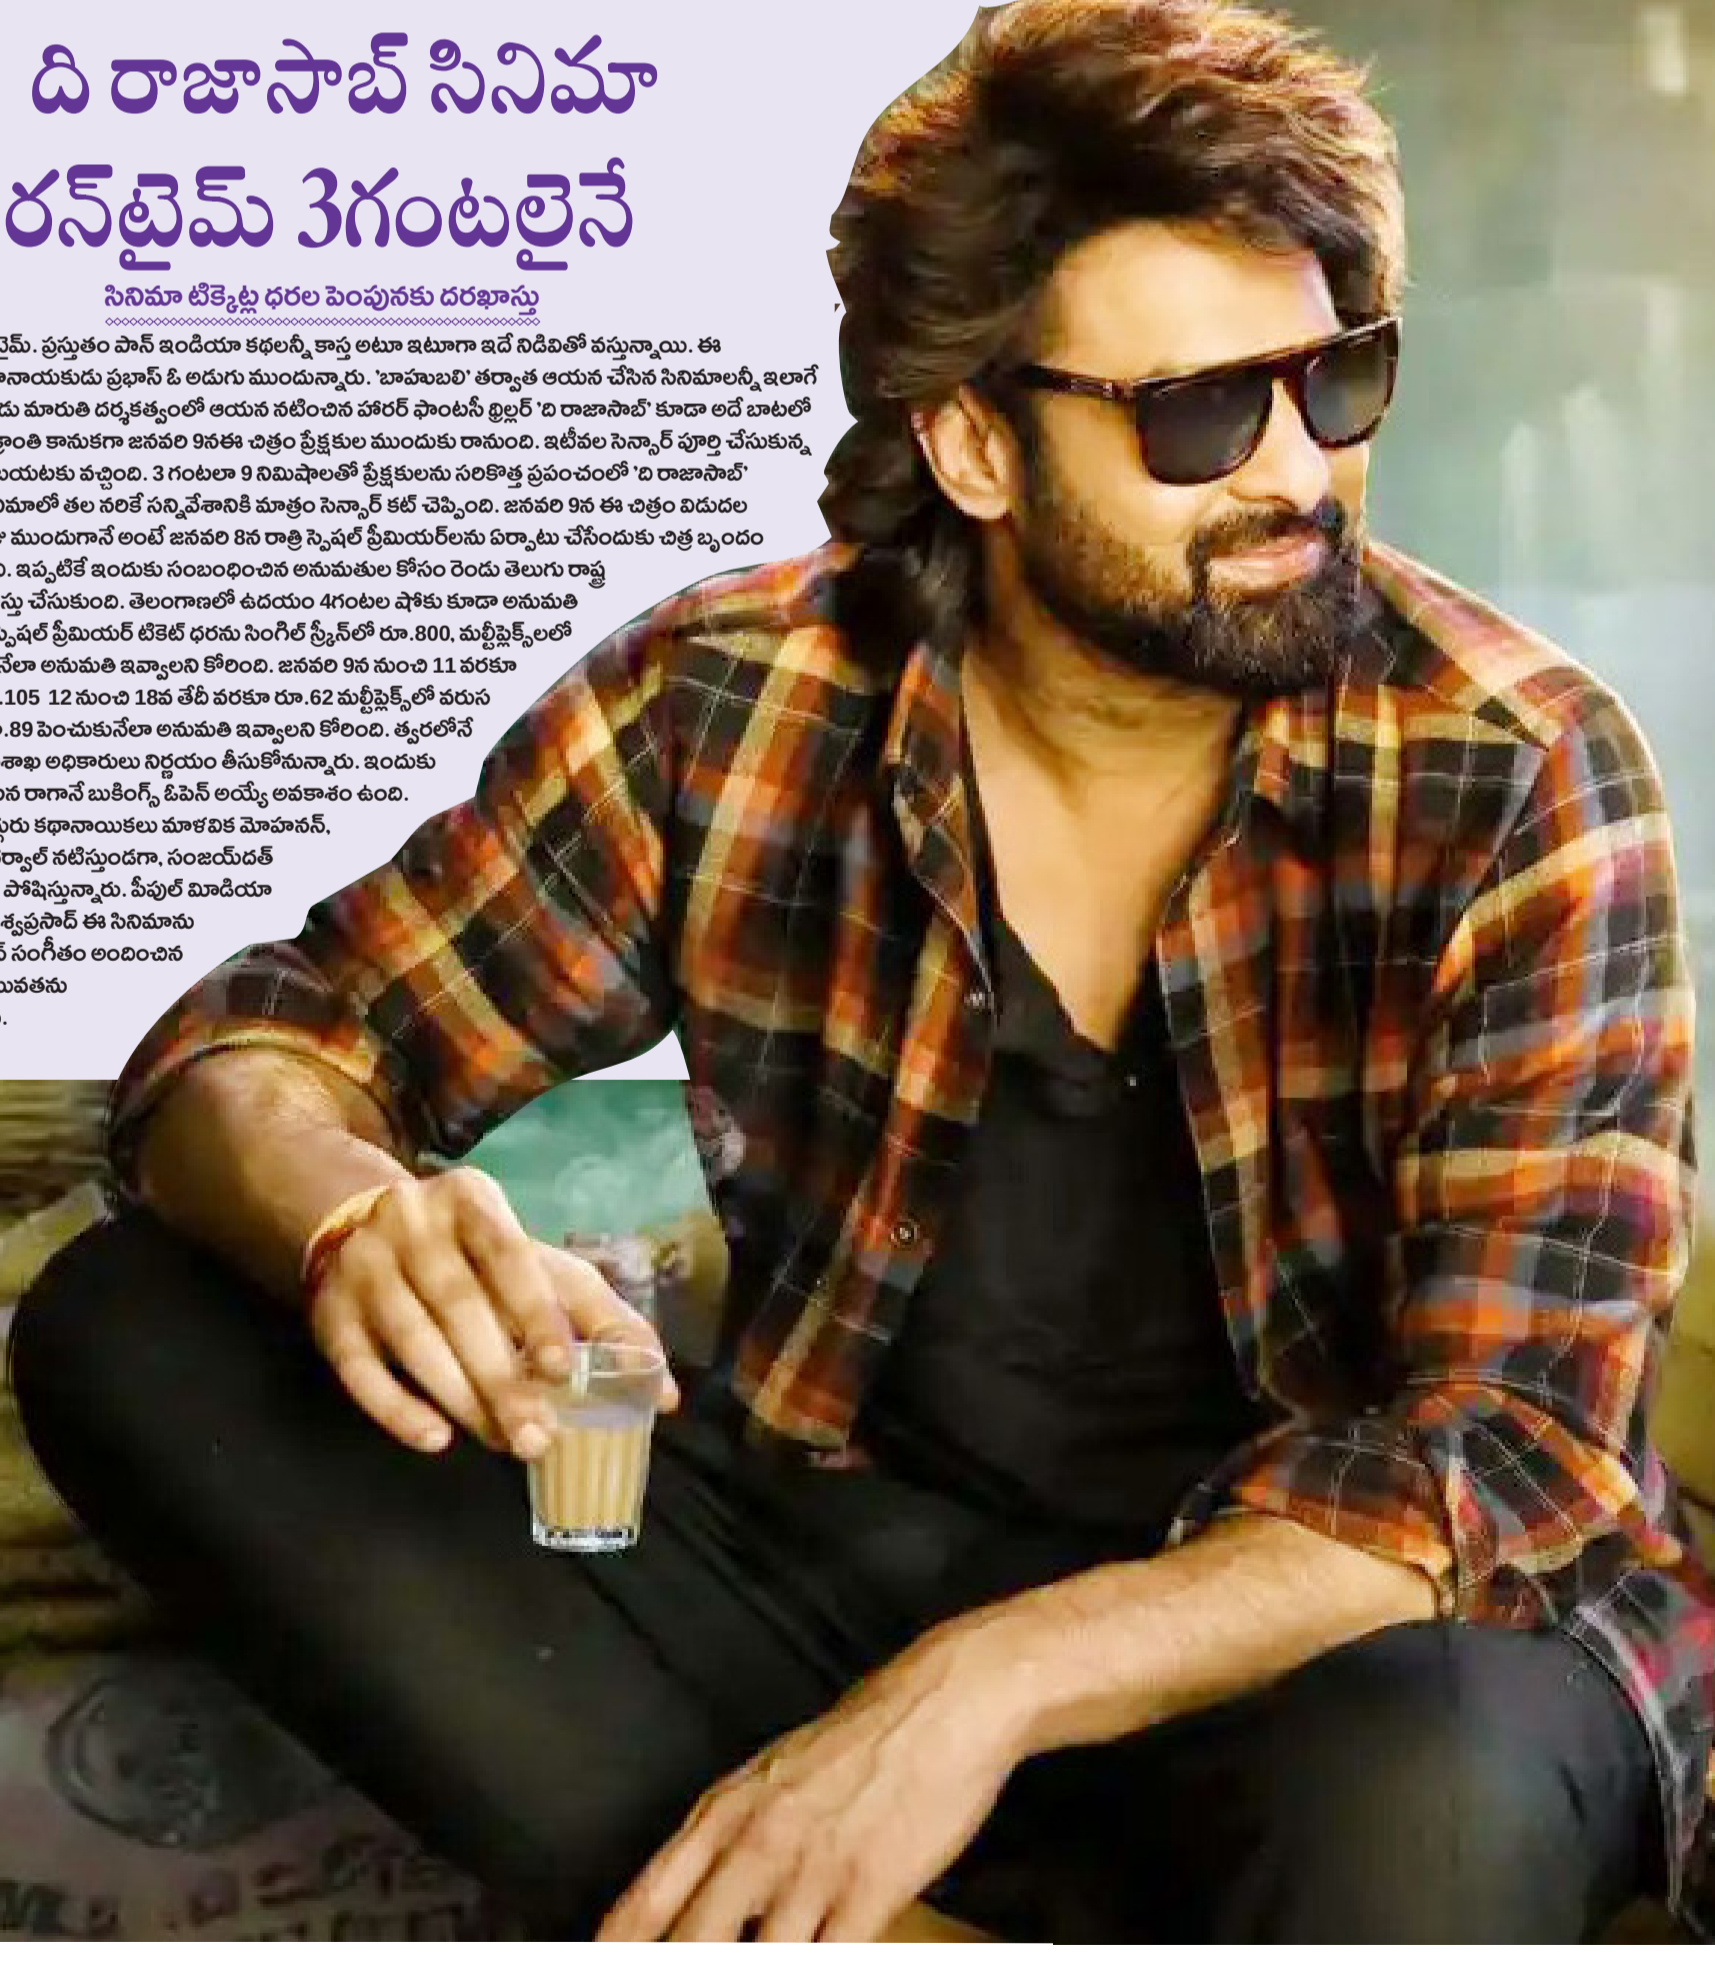 ది రాజాసాబ్ సినిమా
రన్‌టైమ్ 3గంటలైనే
సినిమా టిక్కెట్ల ధరల పెంపునకు దరఖాస్తు
ప్రస్తుతం పాన్ ఇండియా కథలన్నీ కాస్త అటూ ఇటూగా ఇదే నిడివితో వస్తున్నాయి. ఈ
ప్రభాస్ ఓ అడుగు ముందున్నారు. 'బాహుబలి' తర్వాత ఆయన చేసిన సినిమాలన్నీ ఇలాగే
మారుతి దర్శకత్వంలో ఆయన నటించిన హారర్ ఫాంటసీ థ్రిల్లర్ 'ది రాజాసాబ్' కూడా అదే బాటలో
కానుకగా జనవరి 9నఈ చిత్రం ప్రేక్షకుల ముందుకు రానుంది. ఇటీవల సెన్సార్ పూర్తి చేసుకున్న
వచ్చింది. 3 గంటలా 9 నిమిషాలతో ప్రేక్షకులను సరికొత్త ప్రపంచంలో 'ది రాజాసాబ్'
తల నరికే సన్నివేశానికి మాత్రం సెన్సార్ కట్ చెప్పింది. జనవరి 9న ఈ చిత్రం విడుదల
ముందుగానే అంటే జనవరి 8న రాత్రి స్పెషల్ ప్రీమియర్‌లను ఏర్పాటు చేసేందుకు చిత్ర బృందం
ఇప్పటికే ఇందుకు సంబంధించిన అనుమతుల కోసం రెండు తెలుగు రాష్ట్ర
చేసుకుంది. తెలంగాణలో ఉదయం 4గంటల షోకు కూడా అనుమతి
ప్రీమియర్ టికెట్ ధరను సింగిల్ స్క్రీన్‌లో రూ.800, మల్టీప్లెక్స్‌లలో
అనుమతి ఇవ్వాలని కోరింది. జనవరి 9న నుంచి 11 వరకూ
.105 12 నుంచి 18వ తేదీ వరకూ రూ.62 మల్టీప్లెక్స్‌లో వరుస
.89 పెంచుకునేలా అనుమతి ఇవ్వాలని కోరింది. త్వరలోనే
శాఖ అధికారులు నిర్ణయం తీసుకోనున్నారు. ఇందుకు
రాగానే బుకింగ్స్ ఓపెన్ అయ్యే అవకాశం ఉంది.
కథానాయికలు మాళవిక మోహనన్,
నటిస్తుండగా, సంజయ్‌దత్
పోషిస్తున్నారు. పీపుల్ మీడియా
ఈ సినిమాను
సంగీతం అందించిన